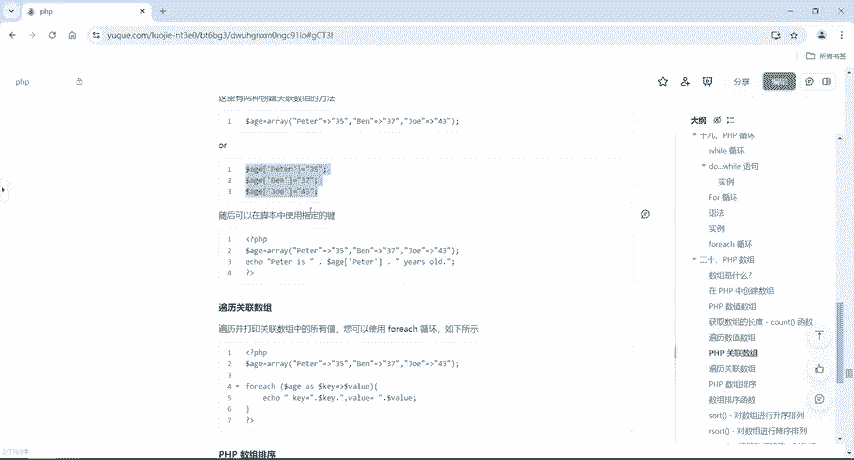 php
yuque.com/luojie-nt3e0/bt6bg3/dwuhgnxm0ngc91lo#gCT3f
所有书签
php
分享
大纲
这里有两种创建关联数组的方法
1 $age=array("Peter"=>"35","Ben"=>"37","Joe"=>"43");
or
1 $age['Peter']="35";
2 $age['Ben']="37";
3 $age['Joe']="43";
随后可以在脚本中使用指定的键
1 <?php
2 $age=array("Peter"=>"35","Ben"=>"37","Joe"=>"43");
3 echo "Peter is " . $age['Peter'] . " years old.";
4 ?>
遍历关联数组
遍历并打印关联数组中的所有值，您可以使用 foreach 循环，如下所示
1 <?php
2 $age=array("Peter"=>"35","Ben"=>"37","Joe"=>"43");
3
4 foreach ($age as $key=>$value){
5 echo " key=".$key.",value= ".$value;
6 }
7 ?>
PHP 数组排序
十九、PHP 循环
while 循环
do...while 语句
实例
For 循环
语法
实例
foreach 循环
二十、PHP 数组
数组是什么？
在 PHP 中创建数组
PHP 数值数组
获取数组的长度 - count() 函数
遍历数值数组
PHP 关联数组
遍历关联数组
PHP 数组排序
数组排序函数
sort() - 对数组进行升序排列
rsort() - 对数组进行降序排列